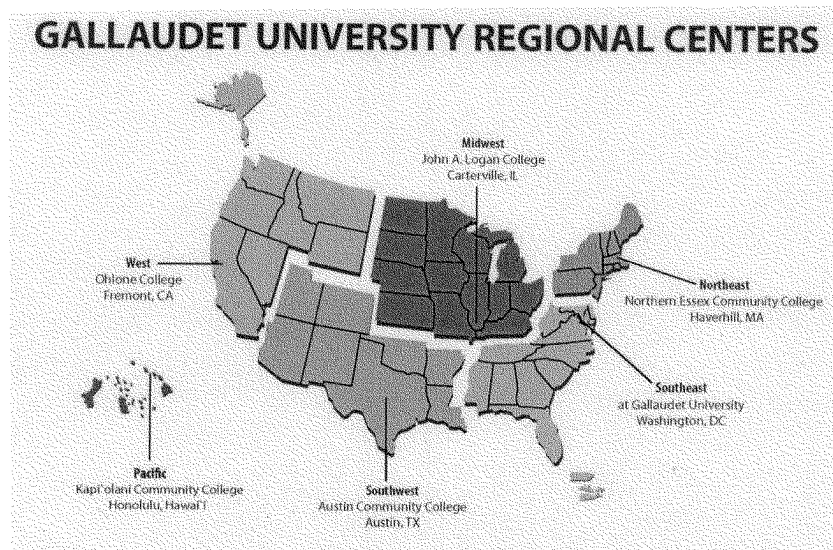 GALLAUDET UNIVERSITY REGIONAL CENTERS
Midwest
John A. Logan College
Carterville, IL
West
Ohlone College
Fremont, CA
Northeast
Northern Essex Community College
Haverhill, MA
Southeast
at Gallaudet University
Washington, DC
Pacific
Kapi`olani Community College
Honolulu, Hawai`I
Southwest
Austin Community College
Austin, TX